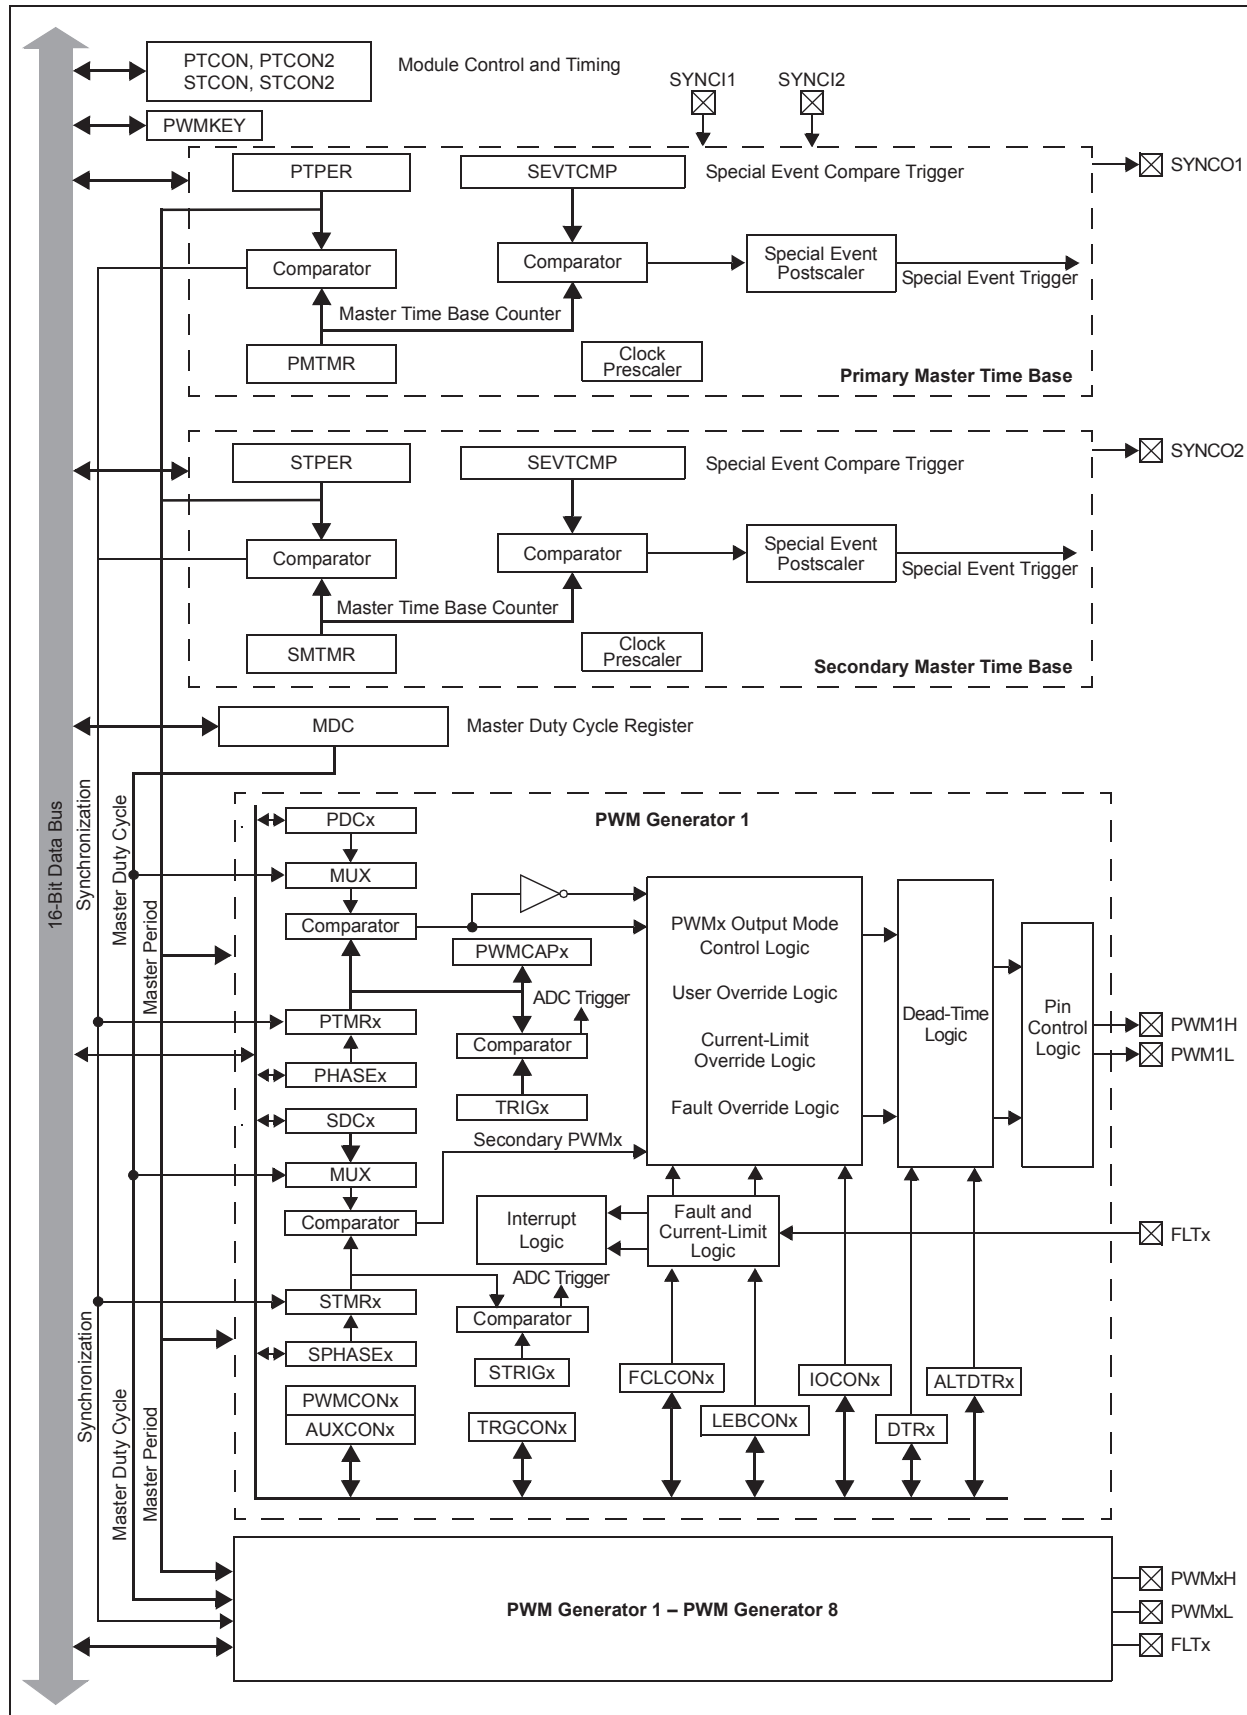 PTCON, PTCON2
STCON, STCON2
Module Control and Timing
SYNCI1
SYNCI2
PWMKEY
PTPER
SEVTCMP
Special Event Compare Trigger
SYNCO1
Comparator
Comparator
Special Event
Postscaler
Special Event Trigger
Master Time Base Counter
PMTMR
Clock
Prescaler
Primary Master Time Base
STPER
SEVTCMP
Special Event Compare Trigger
SYNCO2
Comparator
Comparator
Special Event
Postscaler
Special Event Trigger
Master Time Base Counter
SMTMR
Clock
Prescaler
Secondary Master Time Base
MDC
Master Duty Cycle Register
16-Bit Data Bus
Synchronization
Master Duty Cycle
Master Period
PWM Generator 1
PDCx
MUX
Comparator
PWMCAPx
ADC Trigger
PTMRx
Comparator
PHASEx
TRIGx
SDCx
Secondary PWMx
MUX
Comparator
PWMx Output Mode
Control Logic
User Override Logic
Current-Limit
Override Logic
Fault Override Logic
Dead-Time
Logic
Pin
Control
Logic
PWM1H
PWM1L
Interrupt
Logic
Fault and
Current-Limit
Logic
FLTx
ADC Trigger
STMRx
Comparator
SPHASEx
STRIGx
FCLCONx
IOCONx
ALTDTRx
PWMCONx
AUXCONx
TRGCONx
LEBCONx
DTRx
Synchronization
Master Duty Cycle
Master Period
PWM Generator 1 – PWM Generator 8
PWMxH
PWMxL
FLTx